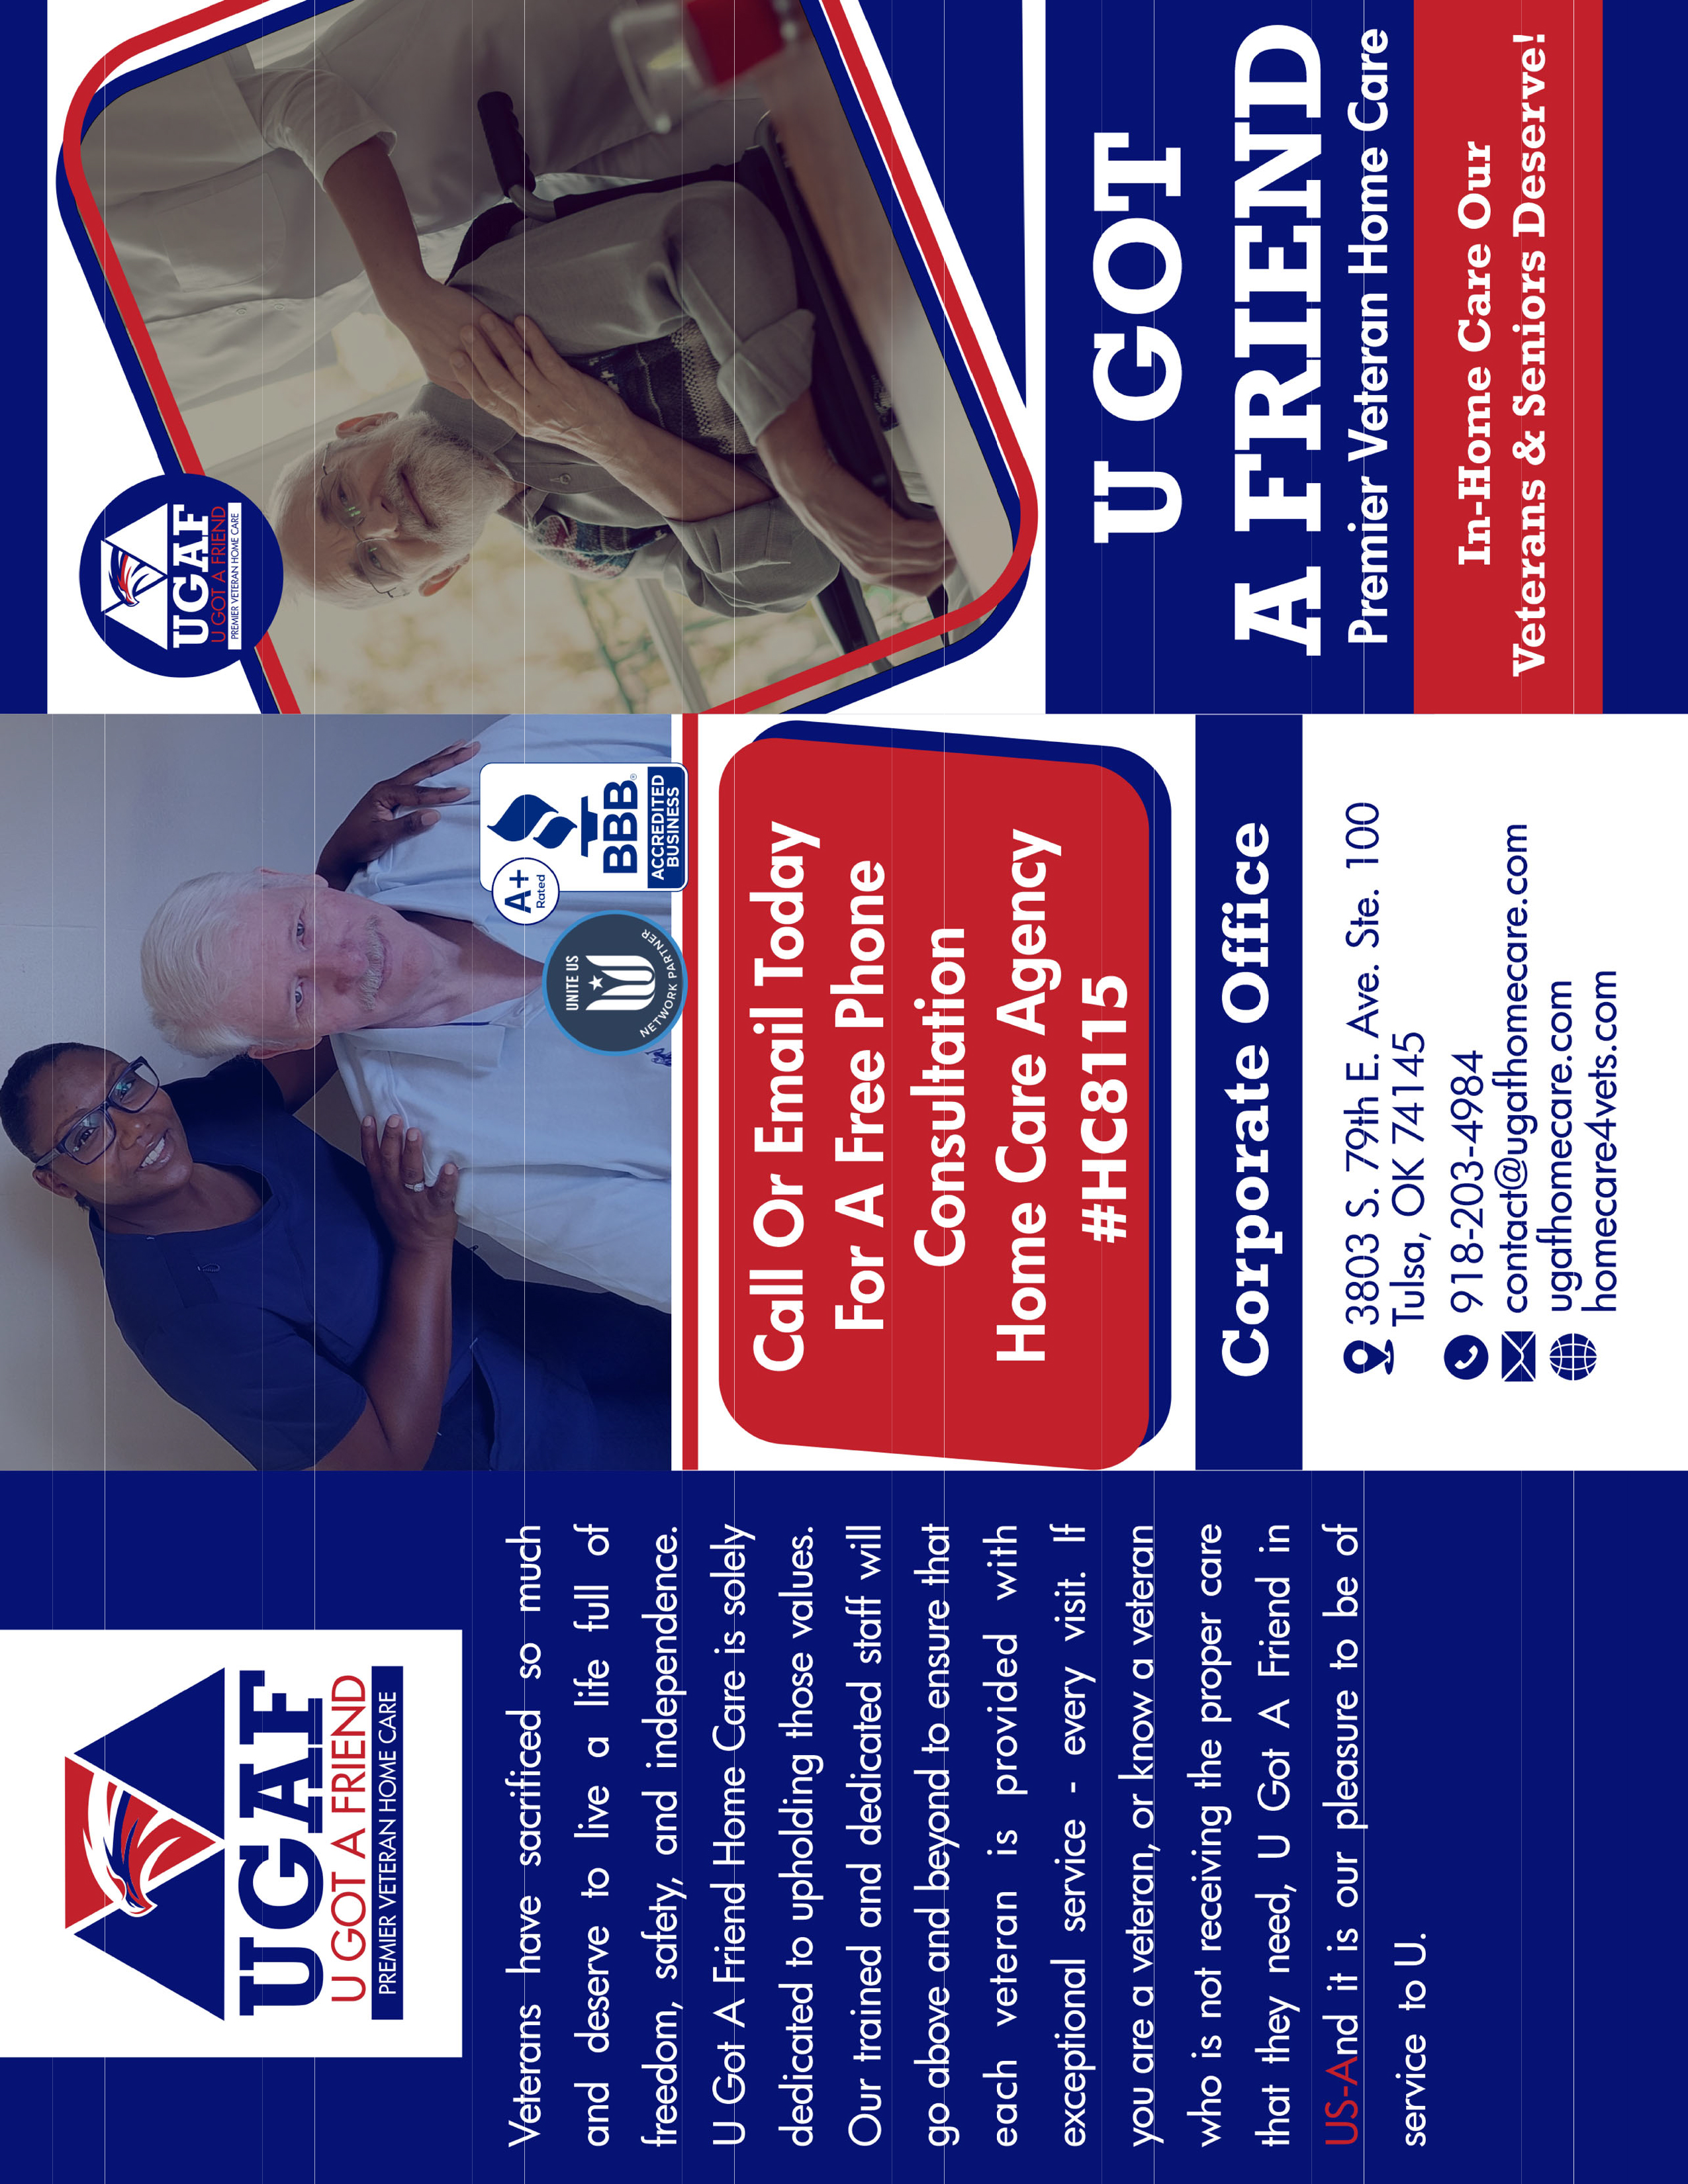 UGAF
U GOT A FRIEND
PREMIER VETERAN HOME CARE
Veterans have sacrificed so much
and deserve to live a life full of
freedom, safety, and independence.
U Got A Friend Home Care is solely
dedicated to upholding those values.
Our trained and dedicated staff will
go above and beyond to ensure that
each veteran is provided with
exceptional service - every visit. If
you are a veteran, or know a veteran
who is not receiving the proper care
that they need, U Got A Friend in
US-And it is our pleasure to be of
service to U.
A+
Rated
UNITE US
NETWORK PARTNER
BBB®
ACCREDITED
BUSINESS
Call Or Email Today
For A Free Phone
Consultation
Home Care Agency
#HC8115
Corporate Office
3803 S. 79th E. Ave. Ste. 100
Tulsa, OK 74145
918-203-4984
contact@ugafhomecare.com
ugafhomecare.com
homecare4vets.com
UGAF
U GOT A FRIEND
PREMIER VETERAN HOME CARE
U GOT
A FRIEND
Premier Veteran Home Care
In-Home Care Our
Veterans & Seniors Deserve!